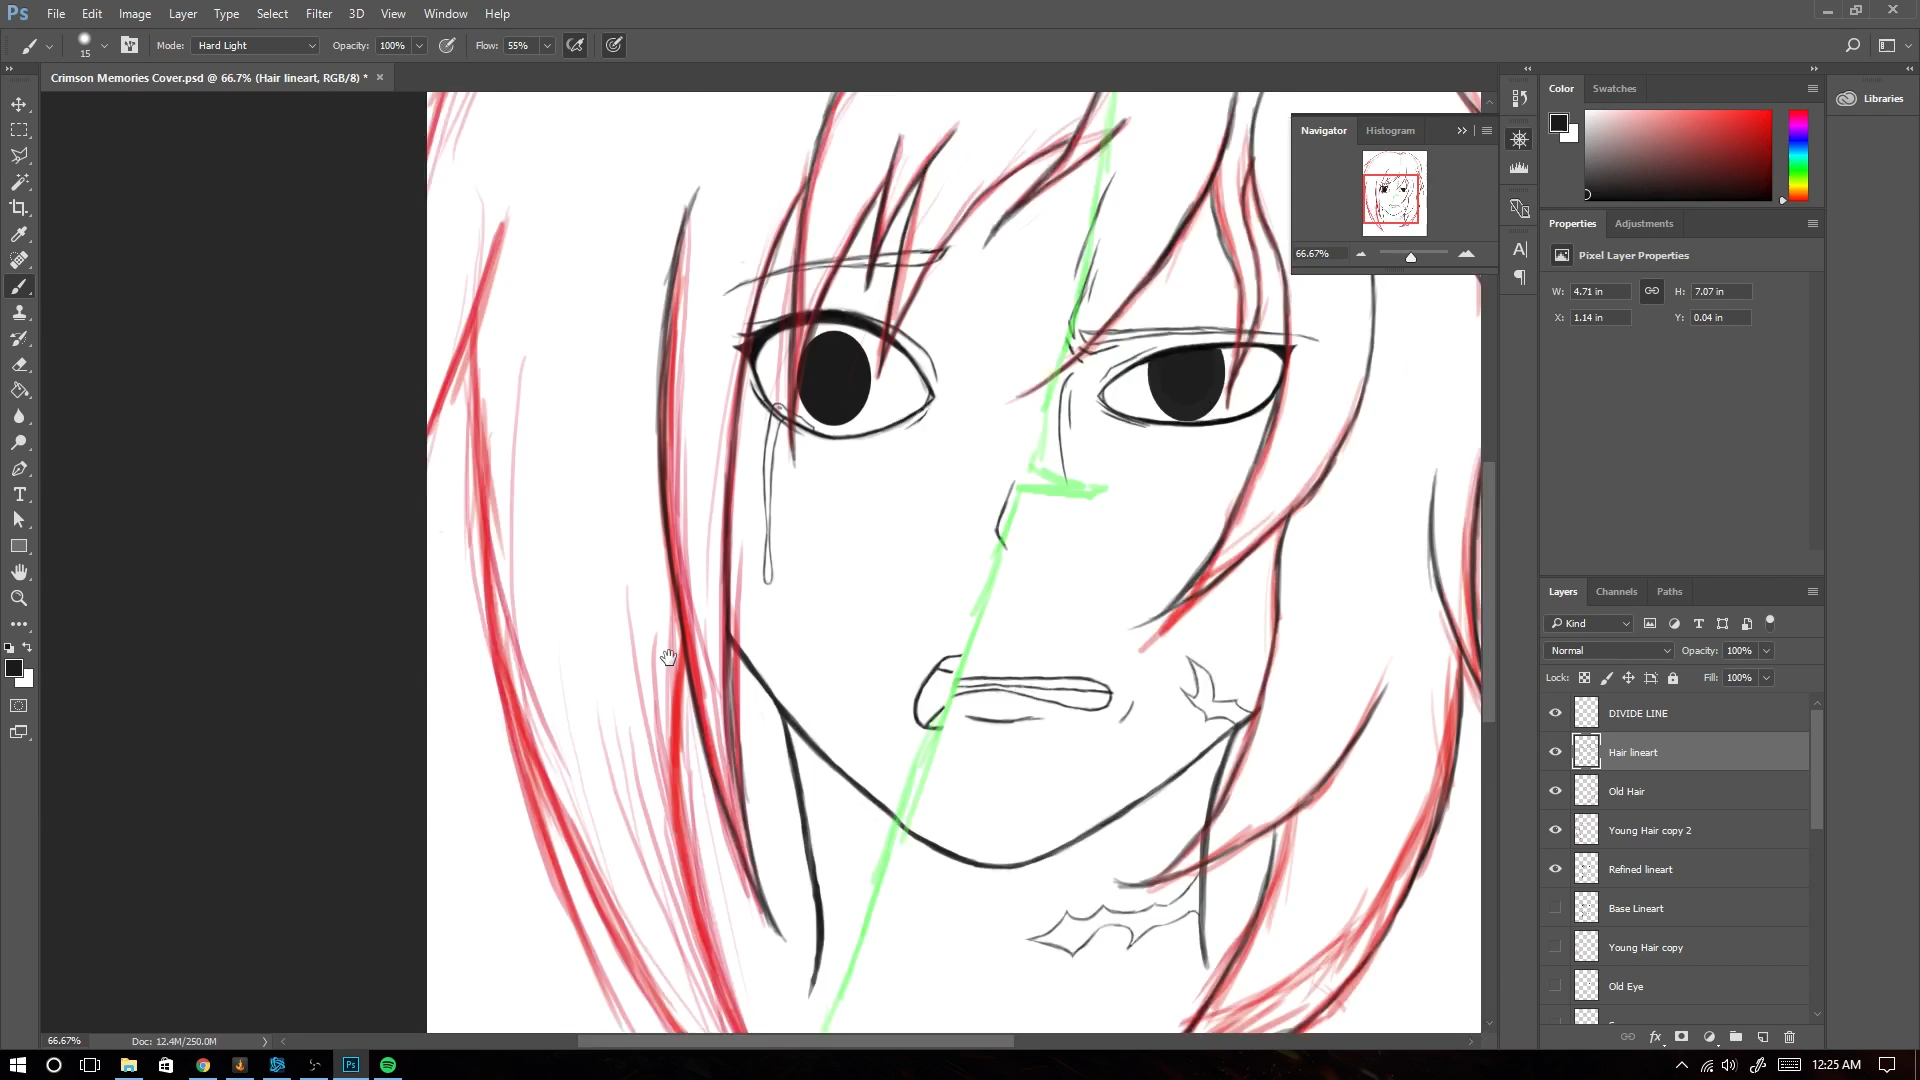 Ps File Edit Image Layer Type Select Filter 3D View Window Help
15 Mode: Hard Light Opacity: 100% Flow: 55%
Crimson Memories Cover.psd @ 66.7% (Hair lineart, RGB/8) * ×
Color Swatches
Libraries
Navigator Histogram
66.67%
Properties Adjustments
Pixel Layer Properties
W: 4.71 in H: 7.07 in
X: 1.14 in Y: 0.04 in
Layers Channels Paths
Kind
Normal Opacity: 100%
Lock: Fill: 100%
DIVIDE LINE
Hair lineart
Old Hair
Young Hair copy 2
Refined lineart
Base Lineart
Young Hair copy
Old Eye
66.67% Doc: 12.4M/250.0M
Ps
12:25 AM